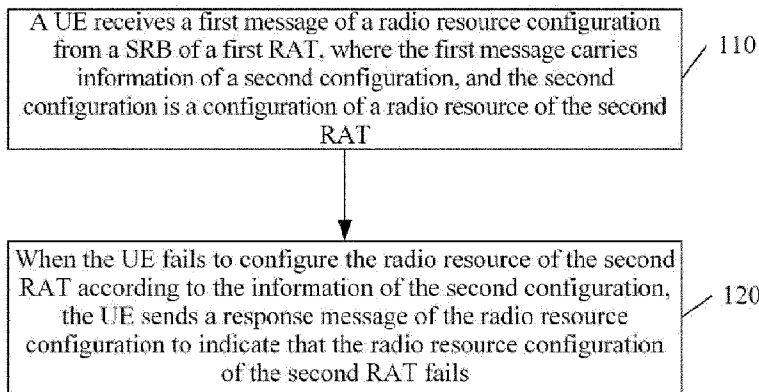 A UE receives a first message of a radio resource configuration
from a SRB of a first RAT, where the first message carries
information of a second configuration, and the second
configuration is a configuration of a radio resource of the second
RAT
110
When the UE fails to configure the radio resource of the second
RAT according to the information of the second configuration,
the UE sends a response message of the radio resource
configuration to indicate that the radio resource configuration
of the second RAT fails
120